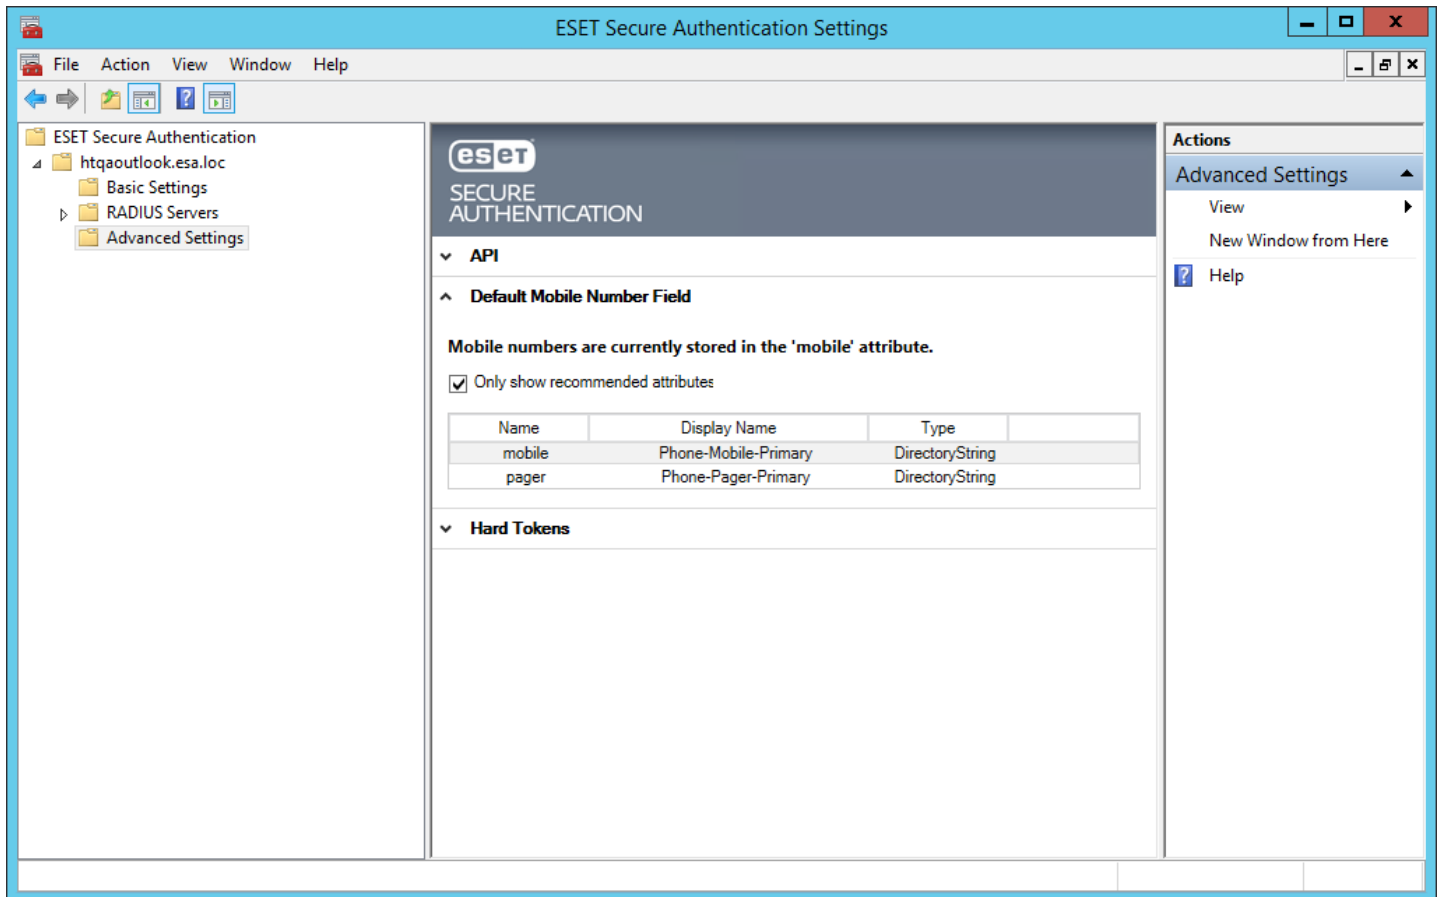 ESET Secure Authentication Settings
File Action View Window Help
ESET Secure Authentication
htqaoutlook.esa.loc
Basic Settings
RADIUS Servers
Advanced Settings
eseT
SECURE
AUTHENTICATION
API
Default Mobile Number Field
Mobile numbers are currently stored in the 'mobile' attribute.
Only show recommended attributes
Name Display Name Type
mobile Phone-Mobile-Primary DirectoryString
pager Phone-Pager-Primary DirectoryString
Hard Tokens
Actions
Advanced Settings
View
New Window from Here
Help